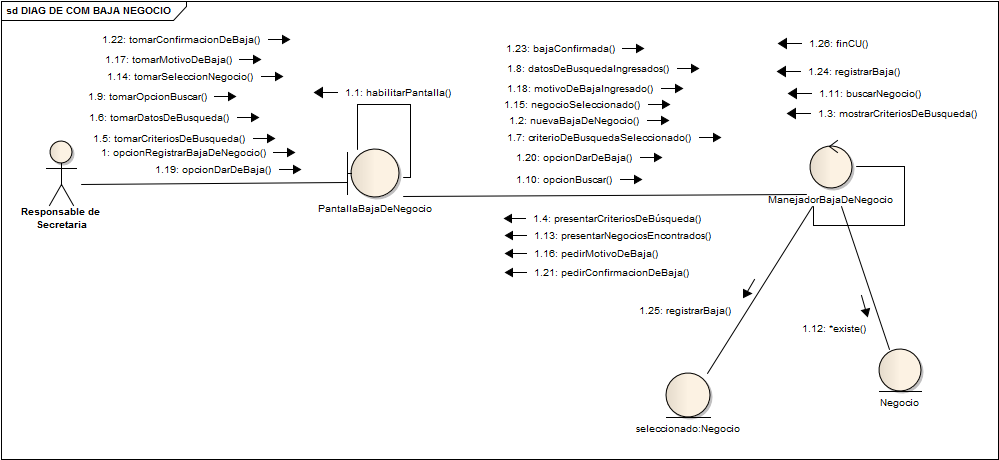 sd DIAG DE COM BAJA NEGOCIO
1.22: tomarConfirmacionDeBaja()
1.17: tomarMotivoDeBaja()
1.14: tomarSeleccionNegocio()
1.9: tomarOpcionBuscar()
1.6: tomarDatosDeBusqueda()
1.5: tomarCriteriosDeBusqueda()
1: opcionRegistrarBajaDeNegocio()
1.19: opcionDarDeBaja()
Responsable de
Secretaria
1.1: habilitarPantalla()
PantallaBajaDeNegocio
1.23: bajaConfirmada()
1.8: datosDeBusquedaIngresados()
1.18: motivoDeBajaIngresado()
1.15: negocioSeleccionado()
1.2: nuevaBajaDeNegocio()
1.7: criterioDeBusquedaSeleccionado()
1.20: opcionDarDeBaja()
1.10: opcionBuscar()
1.26: finCU()
1.24: registrarBaja()
1.11: buscarNegocio()
1.3: mostrarCriteriosDeBusqueda()
ManejadorBajaDeNegocio
1.4: presentarCriteriosDeBúsqueda()
1.13: presentarNegociosEncontrados()
1.16: pedirMotivoDeBaja()
1.21: pedirConfirmacionDeBaja()
1.25: registrarBaja()
1.12: *existe()
seleccionado:Negocio
Negocio